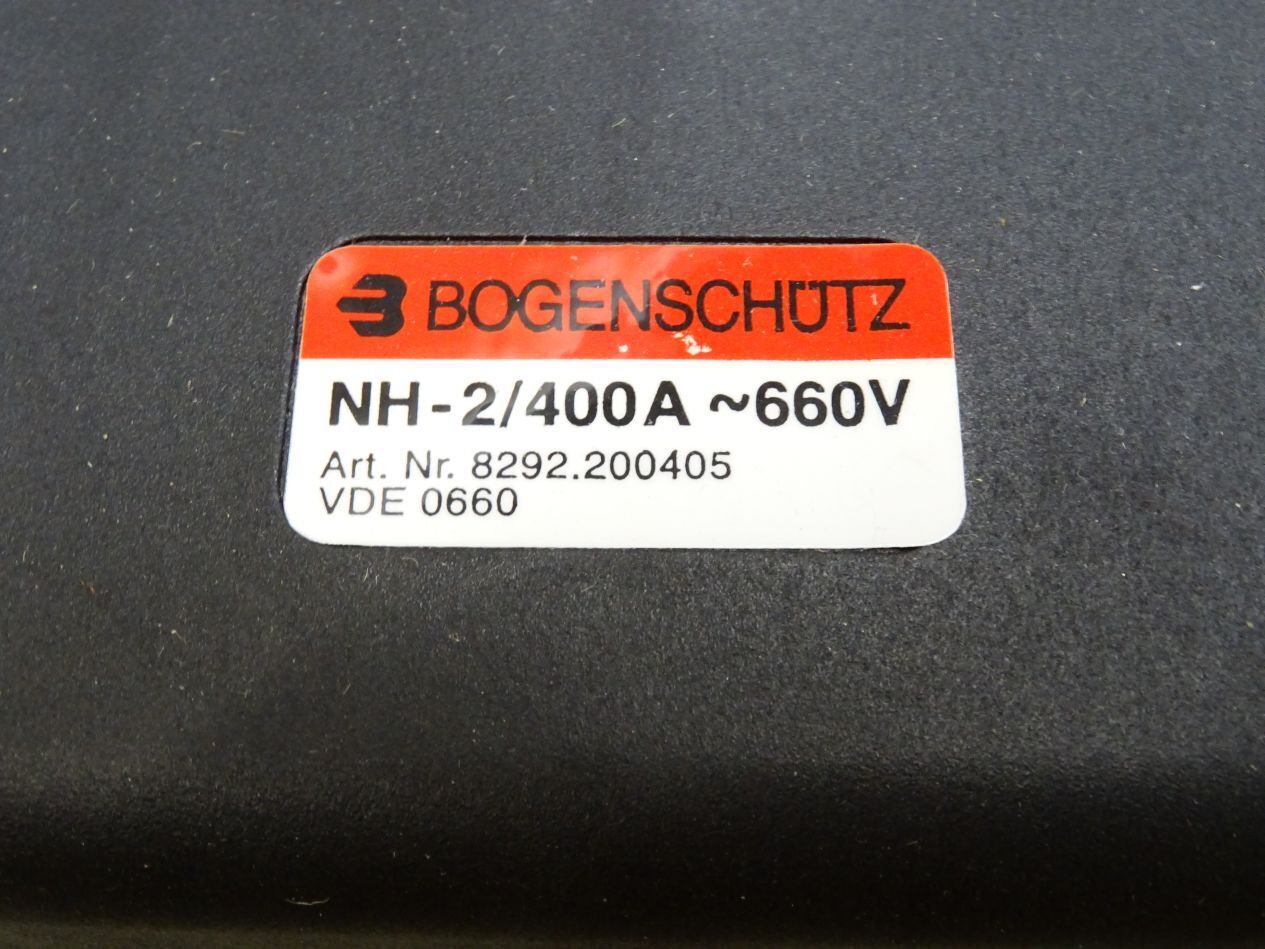 BOGENSCHÜTZ
NH-2/400A ~660V
Art. Nr. 8292.200405
VDE 0660